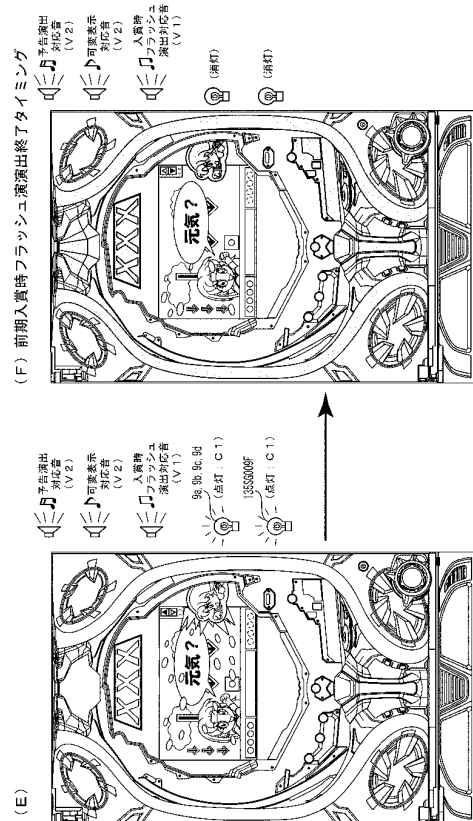 (E)
予告演出
対応音
(V2)
可変表示
対応音
(V2)
入賞時
フラッシュ
演出対応音
(V1)
9a,9b,9c,9d
(点灯:C1)
135SG009F
(点灯:C1)
XXX
元気?
(F) 前期入賞時フラッシュ演演出終了タイミング
予告演出
対応音
(V2)
可変表示
対応音
(V2)
入賞時
フラッシュ
演出対応音
(V1)
(消灯)
(消灯)
XXX
元気?